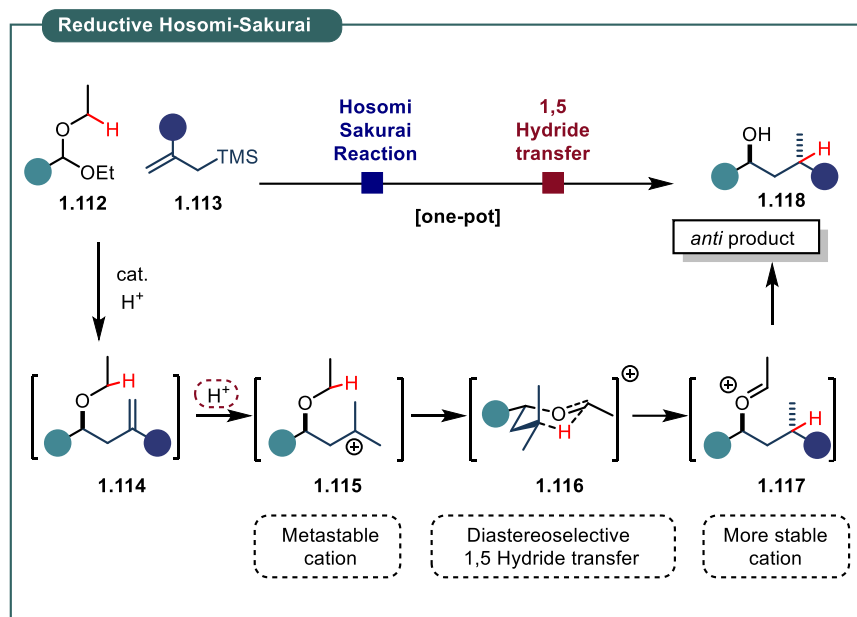 Reductive Hosomi-Sakurai
H
O
OEt
1.112
TMS
1.113
Hosomi
Sakurai
Reaction
1,5
Hydride
transfer
[one-pot]
OH
H
1.118
anti product
cat.
H+
H
O
1.114
H+
H
O
1.115
O
H
1.116
O
H
1.117
Metastable
cation
Diastereoselective
1,5 Hydride transfer
More stable
cation